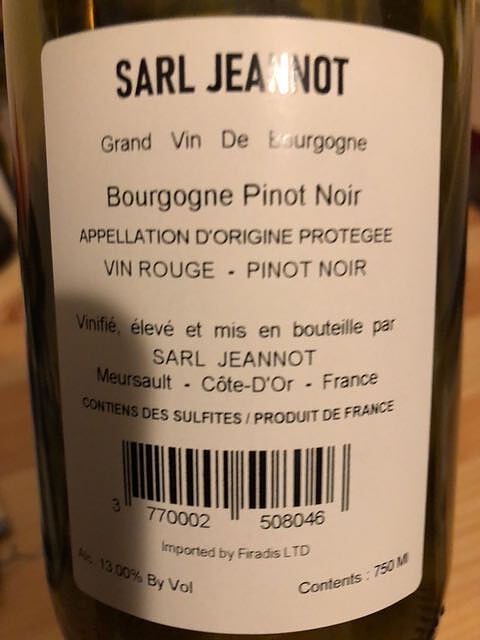 SARL JEANNOT
Grand Vin De Bourgogne
Bourgogne Pinot Noir
APPELLATION D'ORIGINE PROTEGEE
VIN ROUGE - PINOT NOIR
Vinifié, élevé et mis en bouteille par
SARL JEANNOT
Meursault - Côte-D'Or - France
CONTIENS DES SULFITES / PRODUIT DE FRANCE
3 770002 508046
Imported by Firadis LTD
Alc. 13.00% By Vol
Contents : 750 Ml